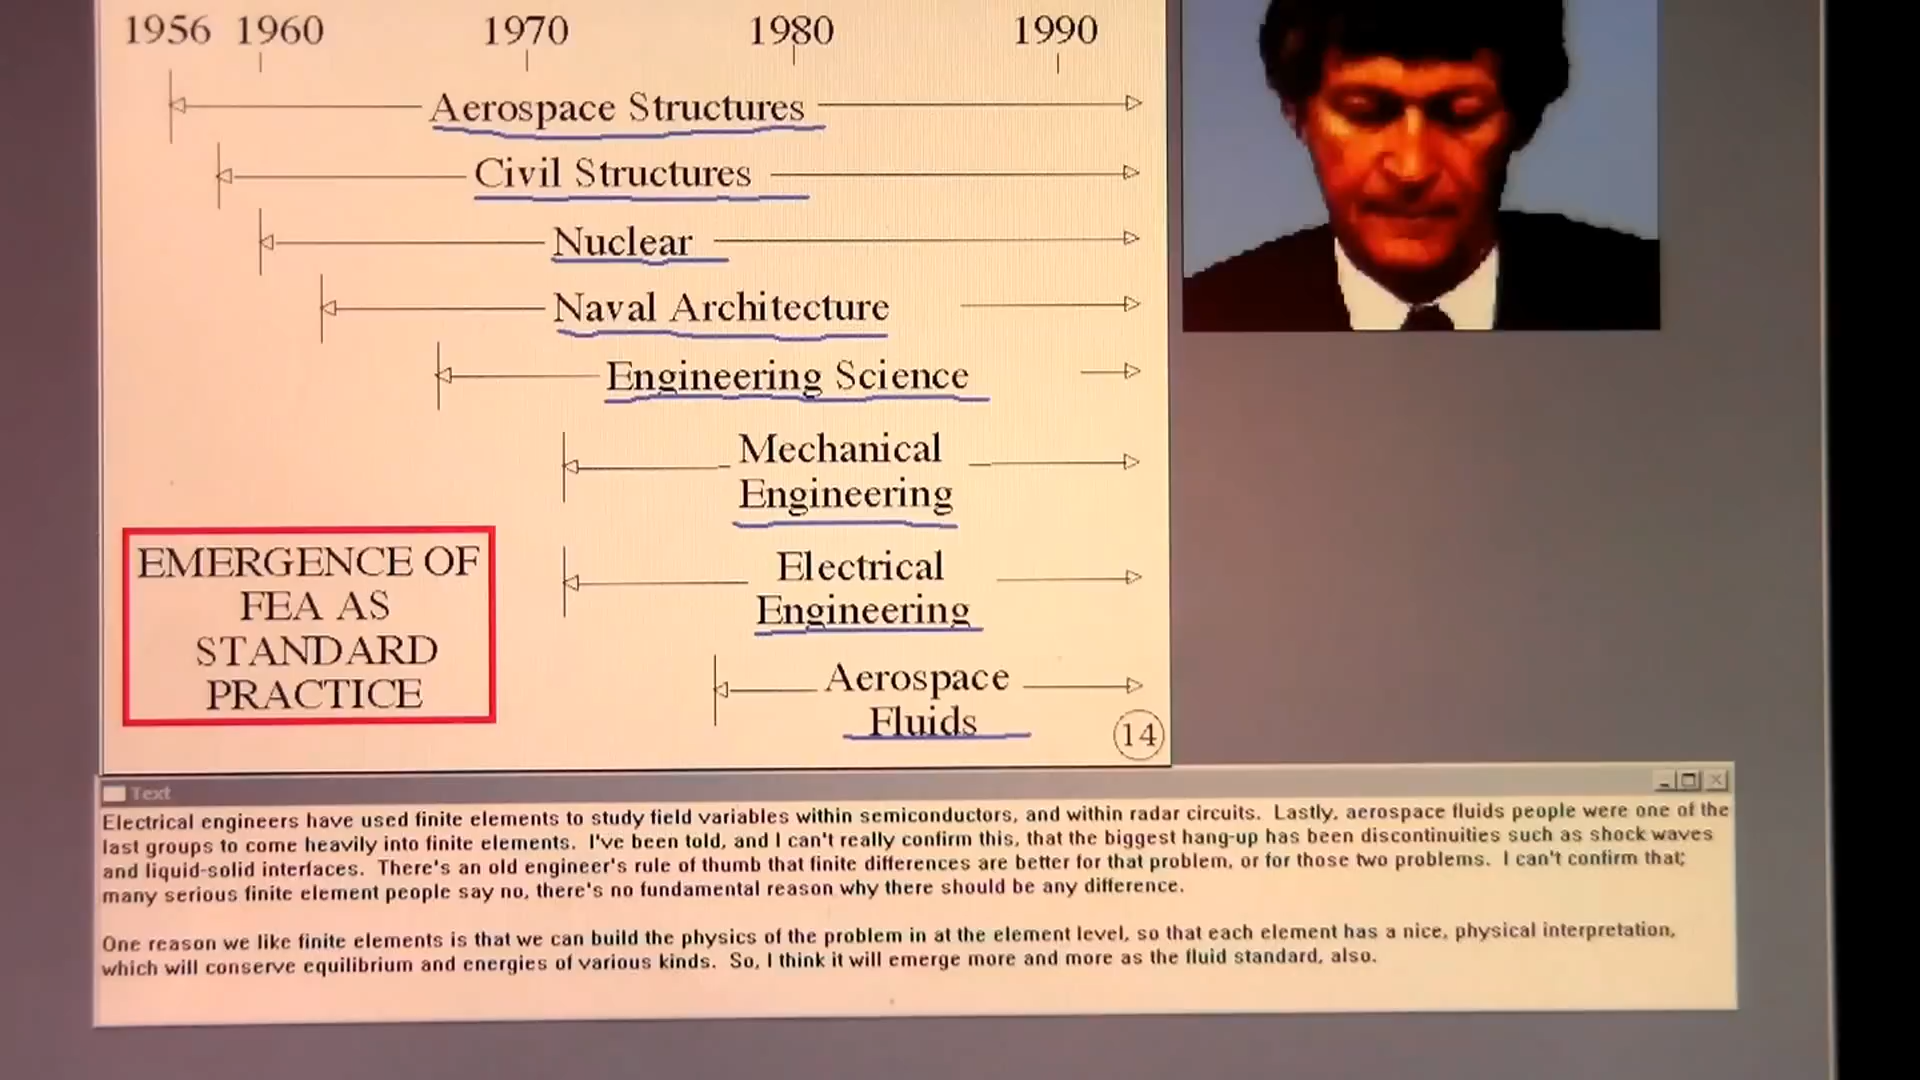 1956 1960 1970 1980 1990
Aerospace Structures
Civil Structures
Nuclear
Naval Architecture
Engineering Science
Mechanical
Engineering
Electrical
Engineering
Aerospace
Fluids
EMERGENCE OF
FEA AS
STANDARD
PRACTICE
14
Text
Electrical engineers have used finite elements to study field variables within semiconductors, and within radar circuits. Lastly, aerospace fluids people were one of the
last groups to come heavily into finite elements. I've been told, and I can't really confirm this, that the biggest hang-up has been discontinuities such as shock waves
and liquid-solid interfaces. There's an old engineer's rule of thumb that finite differences are better for that problem, or for those two problems. I can't confirm that;
many serious finite element people say no, there's no fundamental reason why there should be any difference.
One reason we like finite elements is that we can build the physics of the problem in at the element level, so that each element has a nice, physical interpretation,
which will conserve equilibrium and energies of various kinds. So, I think it will emerge more and more as the fluid standard, also.